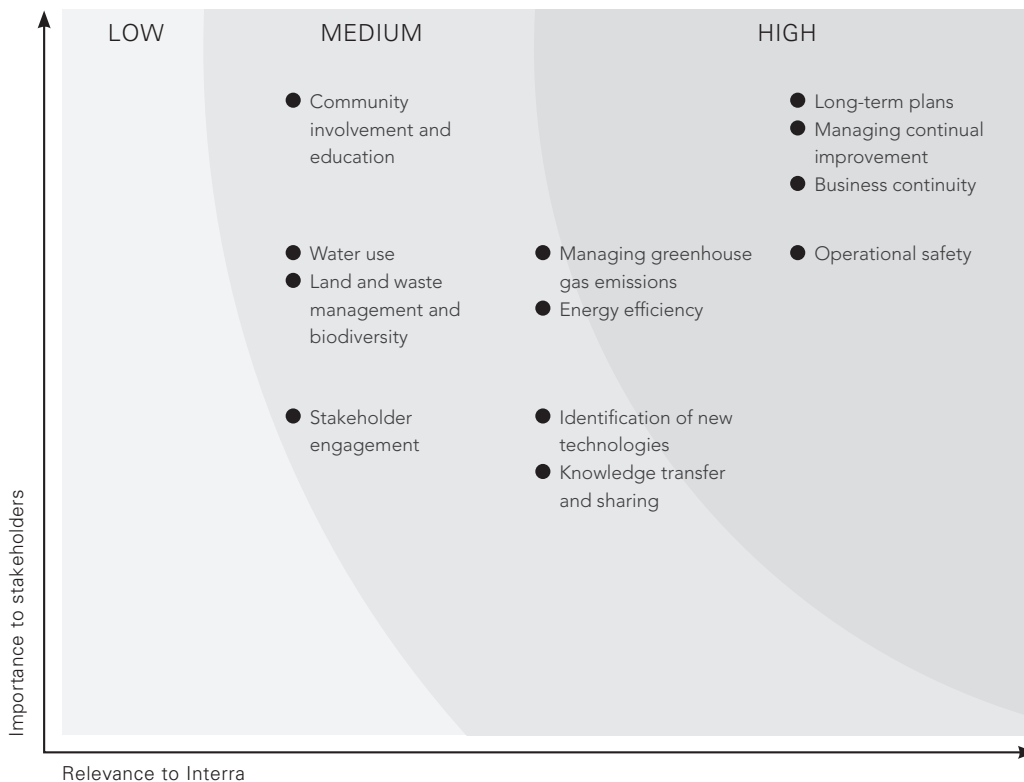 LOW
MEDIUM
HIGH
Community
involvement and
education
Long-term plans
Managing continual
improvement
Business continuity
Water use
Land and waste
management and
biodiversity
Managing greenhouse
gas emissions
Energy efficiency
Operational safety
Stakeholder
engagement
Identification of new
technologies
Knowledge transfer
and sharing
Importance to stakeholders
Relevance to Interra